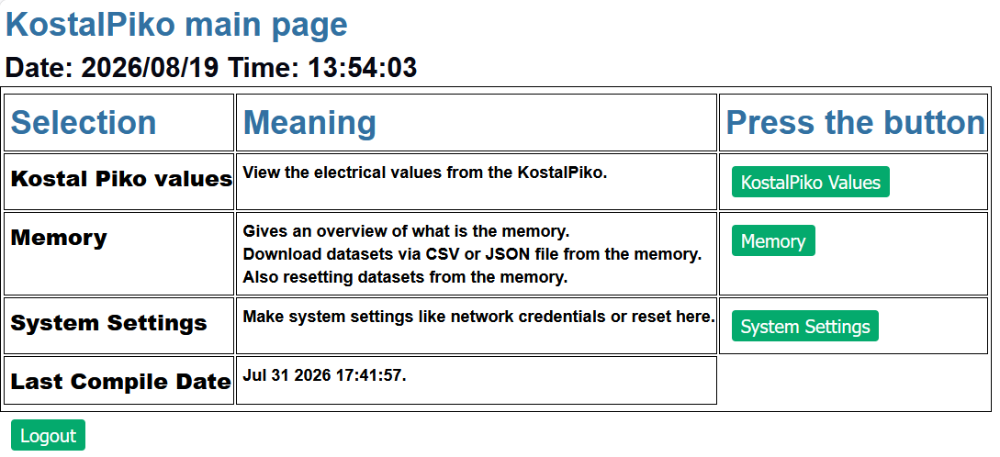 KostalPiko main page
Date: 2026/08/19 Time: 13:54:03
Selection
Meaning
Press the button
Kostal Piko values
View the electrical values from the KostalPiko.
KostalPiko Values
Memory
Gives an overview of what is the memory.
Download datasets via CSV or JSON file from the memory.
Also resetting datasets from the memory.
Memory
System Settings
Make system settings like network credentials or reset here.
System Settings
Last Compile Date
Jul 31 2026 17:41:57.
Logout